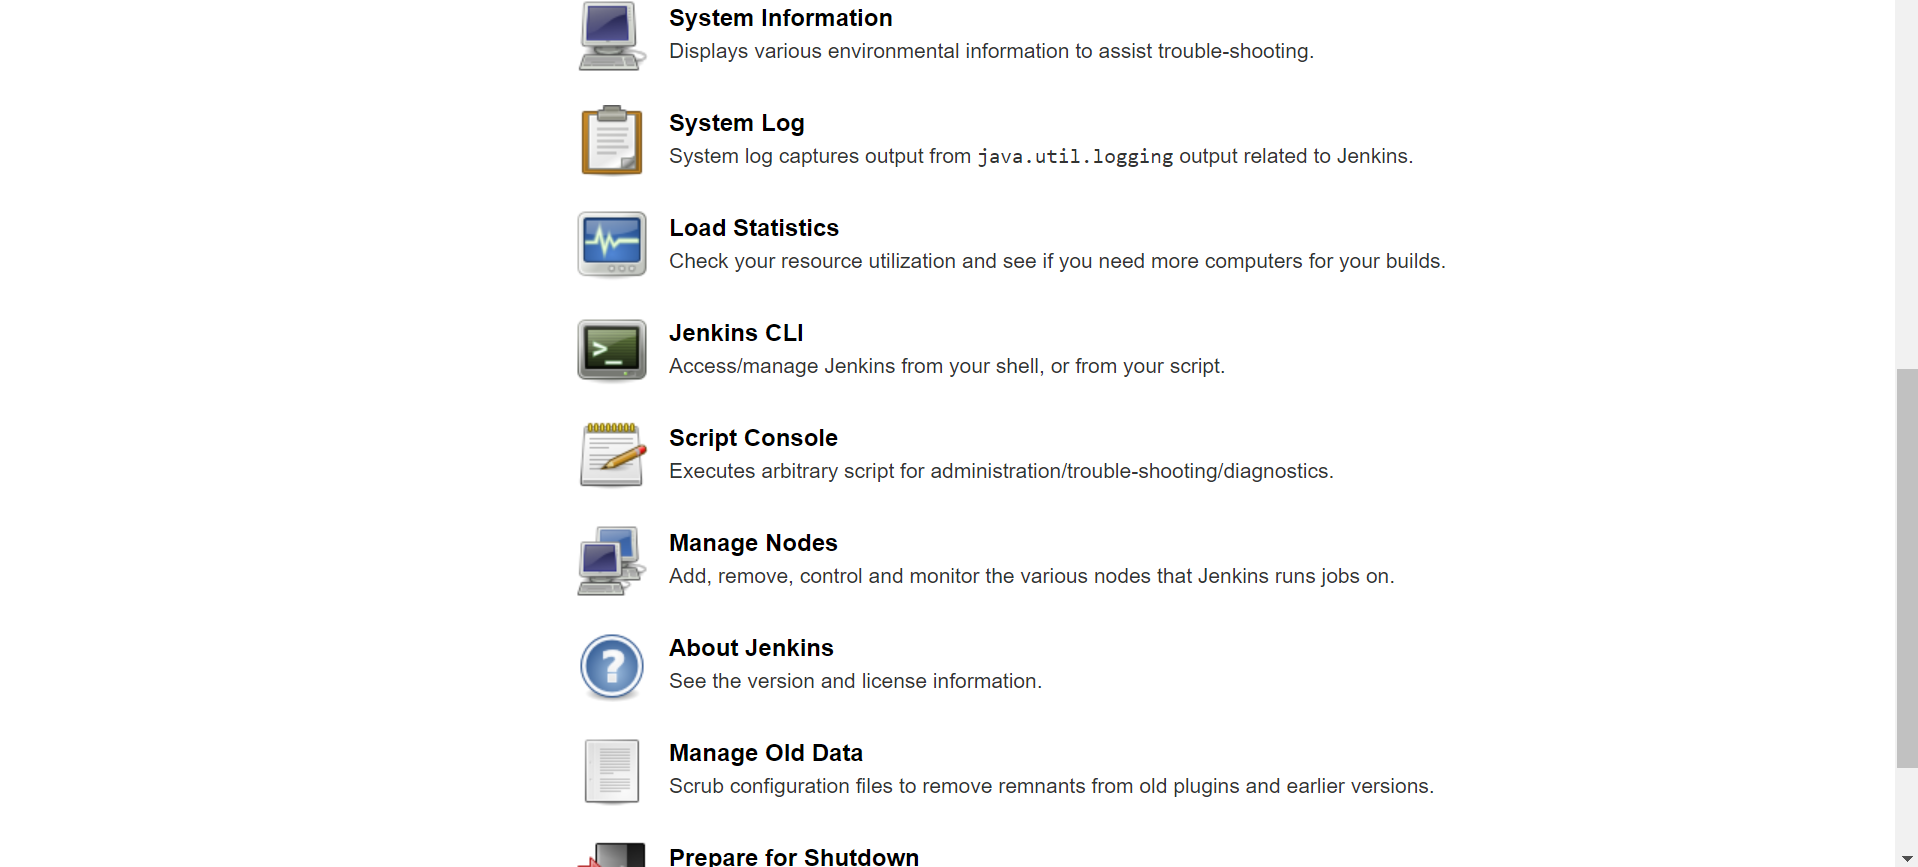 System Information
Displays various environmental information to assist trouble-shooting.
System Log
System log captures output from java.util.logging output related to Jenkins.
Load Statistics
Check your resource utilization and see if you need more computers for your builds.
Jenkins CLI
Access/manage Jenkins from your shell, or from your script.
Script Console
Executes arbitrary script for administration/trouble-shooting/diagnostics.
Manage Nodes
Add, remove, control and monitor the various nodes that Jenkins runs jobs on.
About Jenkins
See the version and license information.
Manage Old Data
Scrub configuration files to remove remnants from old plugins and earlier versions.
Prepare for Shutdown